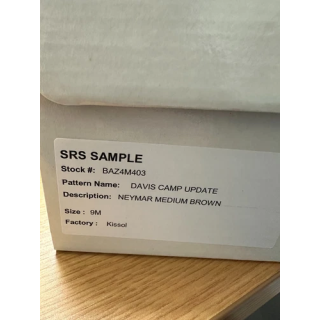 SRS SAMPLE
Stock #: BAZ4M403
Pattern Name: DAVIS CAMP UPDATE
Description: NEYMAR MEDIUM BROWN
Size : 9M
Factory : Kissol